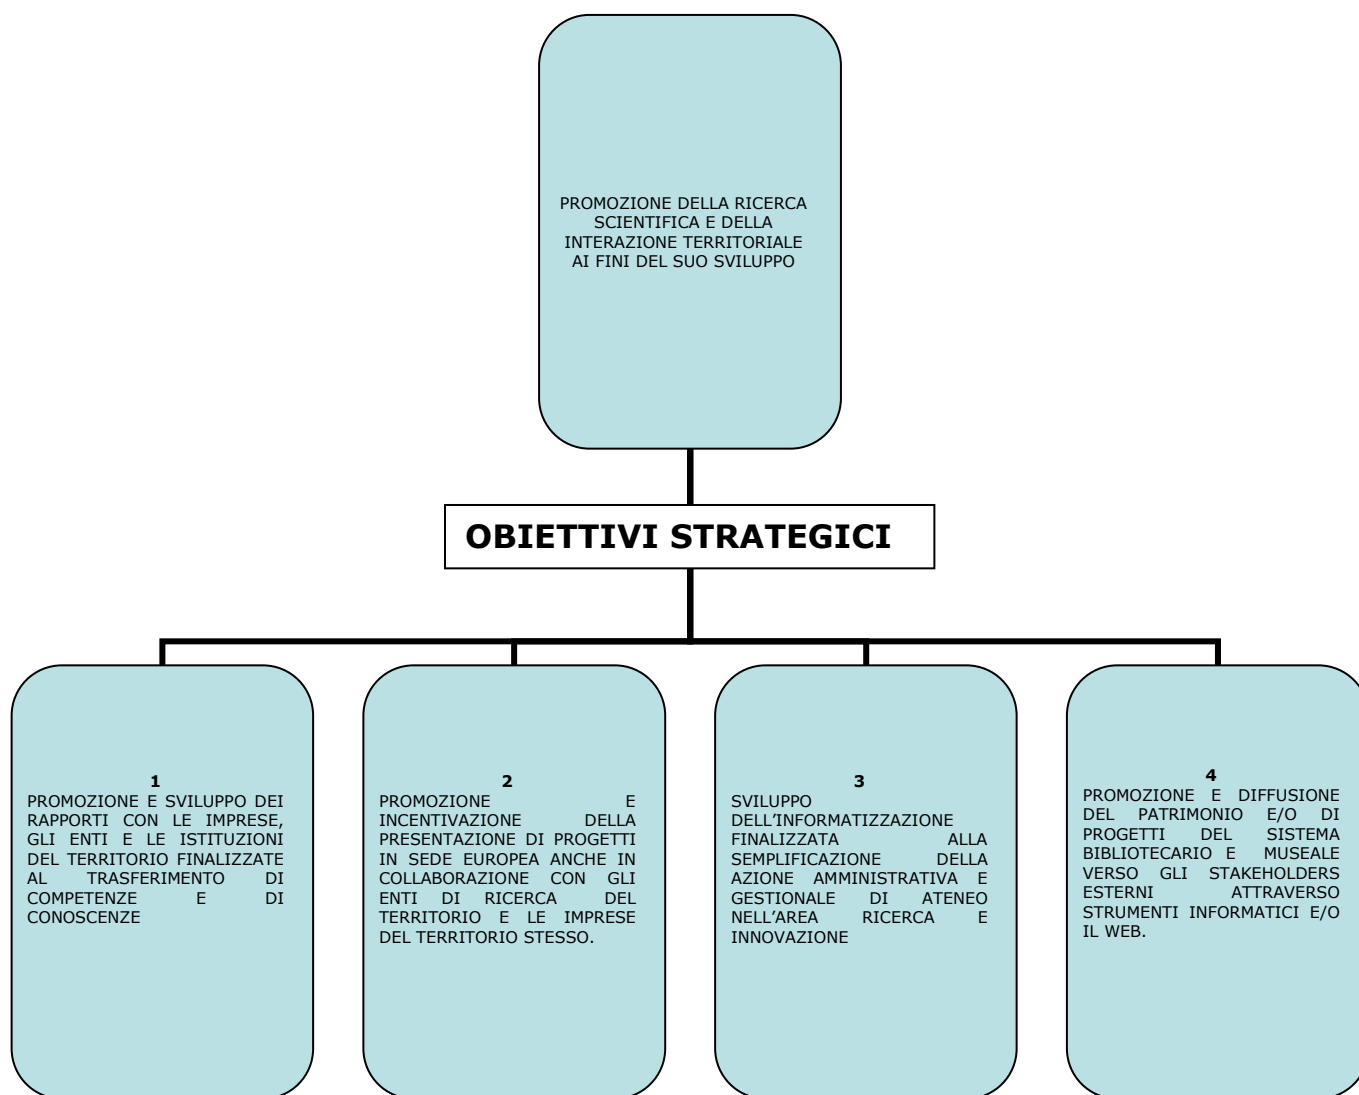 PROMOZIONE DELLA RICERCA
SCIENTIFICA E DELLA
INTERAZIONE TERRITORIALE
AI FINI DEL SUO SVILUPPO
OBIETTIVI STRATEGICI
1
PROMOZIONE E SVILUPPO DEI
RAPPORTI CON LE IMPRESE,
GLI ENTI E LE ISTITUZIONI
DEL TERRITORIO FINALIZZATE
AL TRASFERIMENTO DI
COMPETENZE E DI
CONOSCENZE
2
PROMOZIONE E
INCENTIVAZIONE DELLA
PRESENTAZIONE DI PROGETTI
IN SEDE EUROPEA ANCHE IN
COLLABORAZIONE CON GLI
ENTI DI RICERCA DEL
TERRITORIO E LE IMPRESE
DEL TERRITORIO STESSO.
3
SVILUPPO
DELL’INFORMATIZZAZIONE
FINALIZZATA ALLA
SEMPLIFICAZIONE DELLA
AZIONE AMMINISTRATIVA E
GESTIONALE DI ATENEO
NELL’AREA RICERCA E
INNOVAZIONE
4
PROMOZIONE E DIFFUSIONE
DEL PATRIMONIO E/O DI
PROGETTI DEL SISTEMA
BIBLIOTECARIO E MUSEALE
VERSO GLI STAKEHOLDERS
ESTERNI ATTRAVERSO
STRUMENTI INFORMATICI E/O
IL WEB.